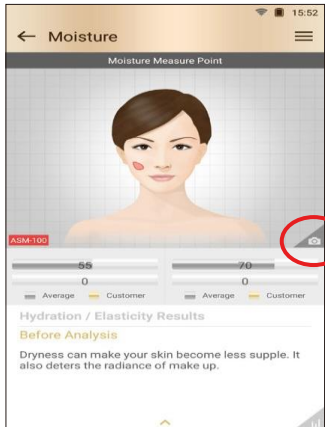 15:52
Moisture
Moisture Measure Point
ASM-100
55 70
0 0
Average Customer Average Customer
Hydration / Elasticity Results
Before Analysis
Dryness can make your skin become less supple. It
also deters the radiance of make up.